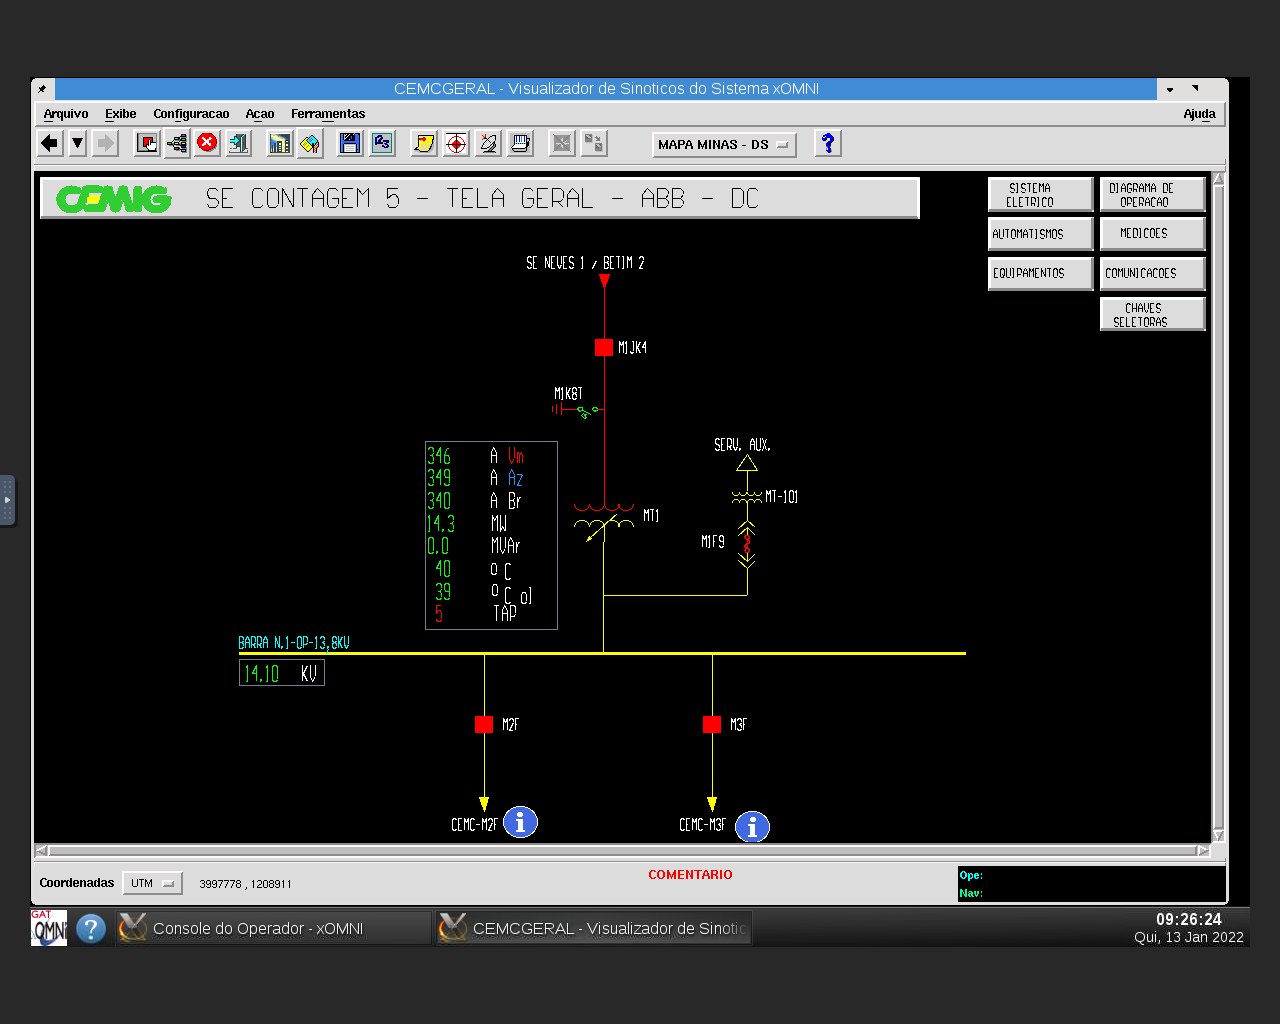 CEMCGERAL - Visualizador de Sinoticos do Sistema xOMNI
Arquivo Exibe Configuracao Acao Ferramentas Ajuda
MAPA MINAS - DS ?
CEMIG SE CONTAGEM 5 - TELA GERAL - ABB - DC
SISTEMA ELETRICO
DIAGRAMA DE OPERACAO
AUTOMATISMOS
MEDICOES
EQUIPAMENTOS
COMUNICACOES
CHAVES SELETORAS
SE NEVES 1 / BETIM 2
M1JK4
M1K8T
346 A Vm
349 A Az
340 A Br
14.3 MW
0.0 MVAr
40 º C
39 º C ol
5 TAP
MT1
SERV. AUX.
MT-101
M1F9
BARRA N.1-OP-13,8KV
14.10 KV
M2F
M3F
CEMC-M2F i
CEMC-M3F i
Coordenadas UTM 3997778 , 1208911
COMENTARIO
Ope:
Nav:
GAT
XOMNI
? Console do Operador - xOMNI
CEMCGERAL - Visualizador de Sinotic
09:26:24
Qui, 13 Jan 2022